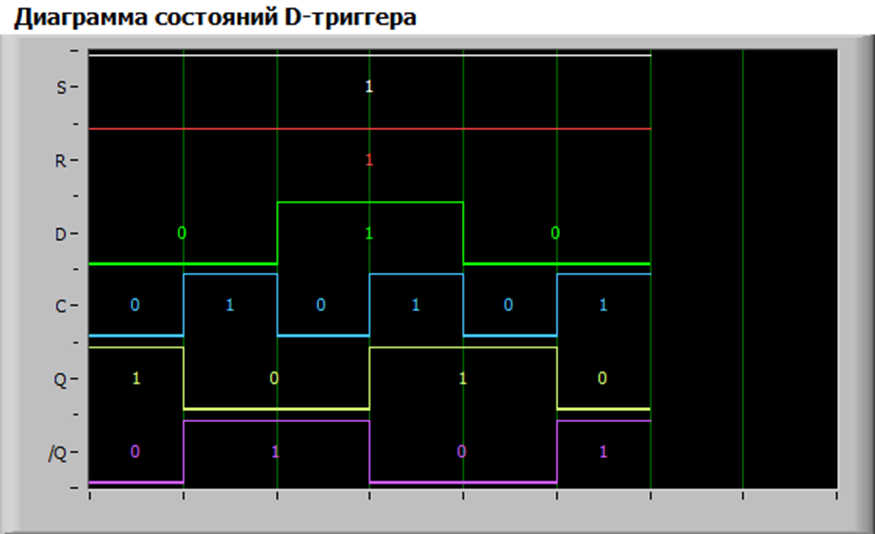 Диаграмма состояний D-триггера
S 1
R 1
D 0 1 0
C 0 1 0 1 0 1
Q 1 0 1 0
/Q 0 1 0 1